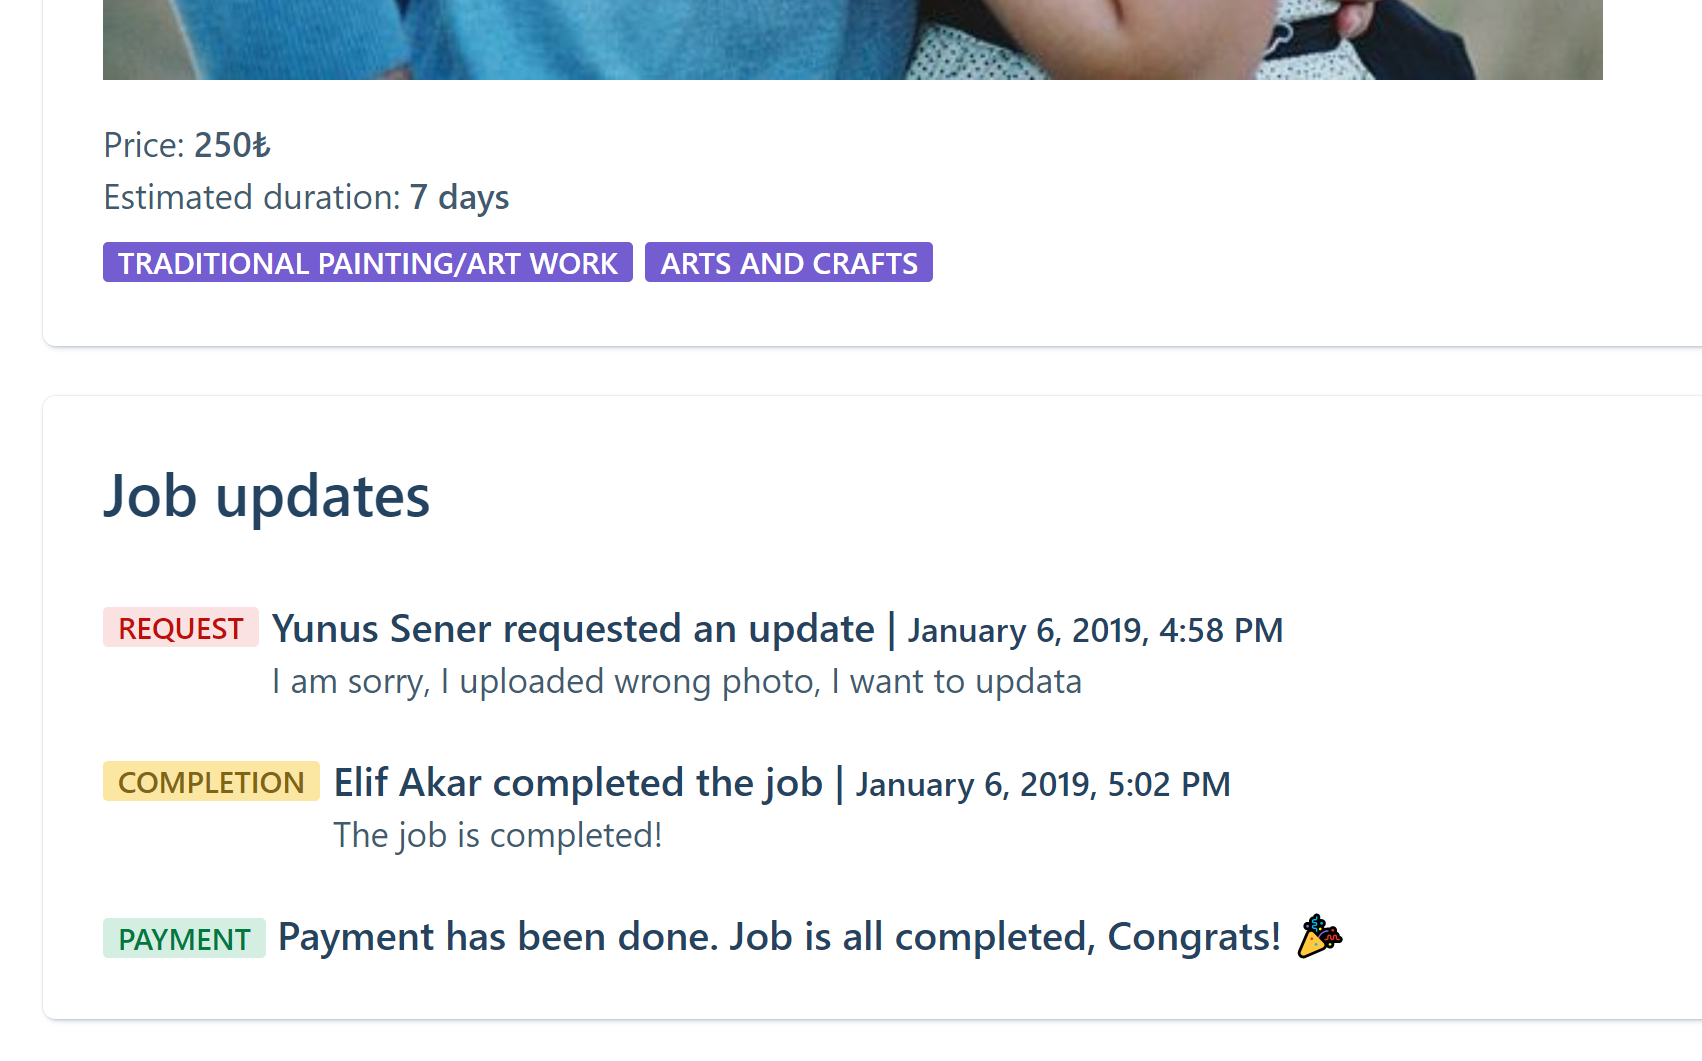 Price: 250₺
Estimated duration: 7 days
TRADITIONAL PAINTING/ART WORK ARTS AND CRAFTS
Job updates
REQUEST Yunus Sener requested an update | January 6, 2019, 4:58 PM
I am sorry, I uploaded wrong photo, I want to updata
COMPLETION Elif Akar completed the job | January 6, 2019, 5:02 PM
The job is completed!
PAYMENT Payment has been done. Job is all completed, Congrats! 🎉